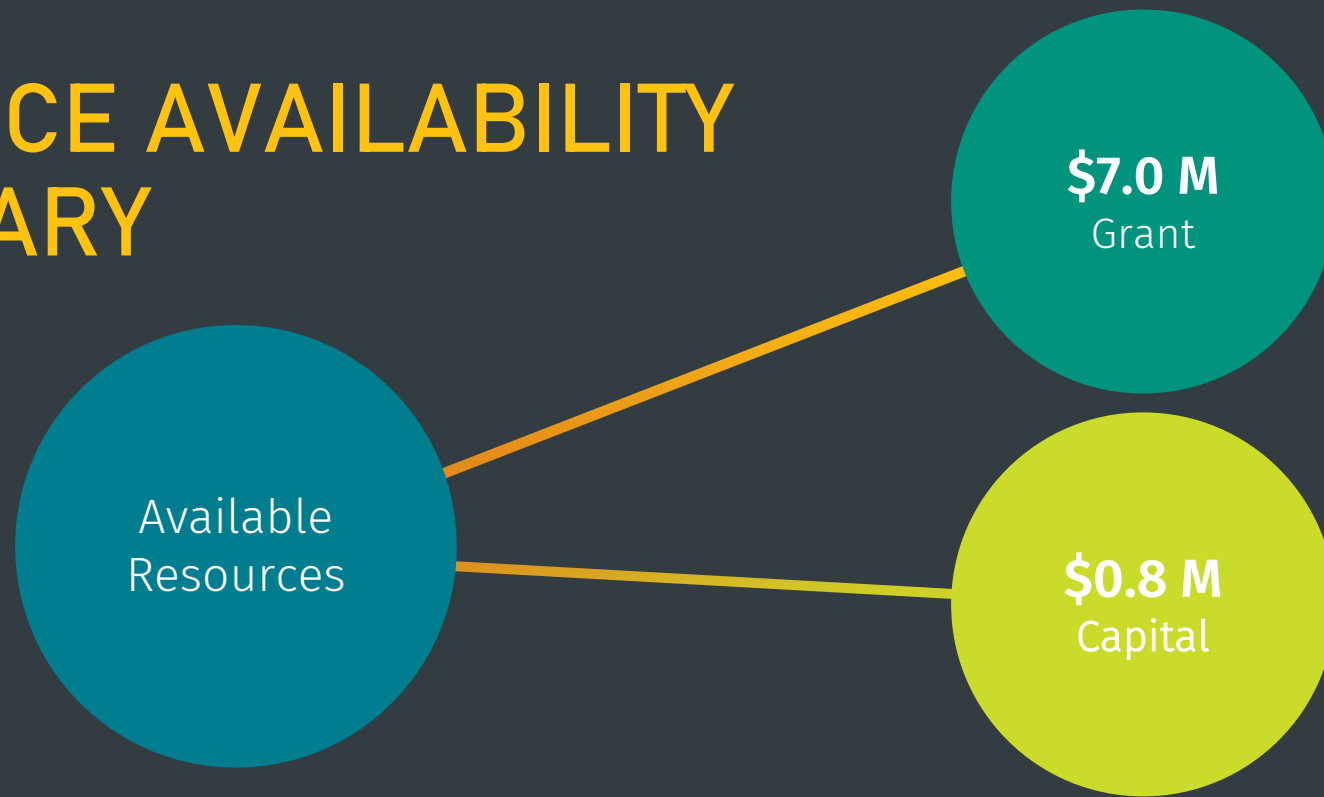 CE AVAILABILITY
ARY
$7.0 M
Grant
Available
Resources
$0.8 M
Capital